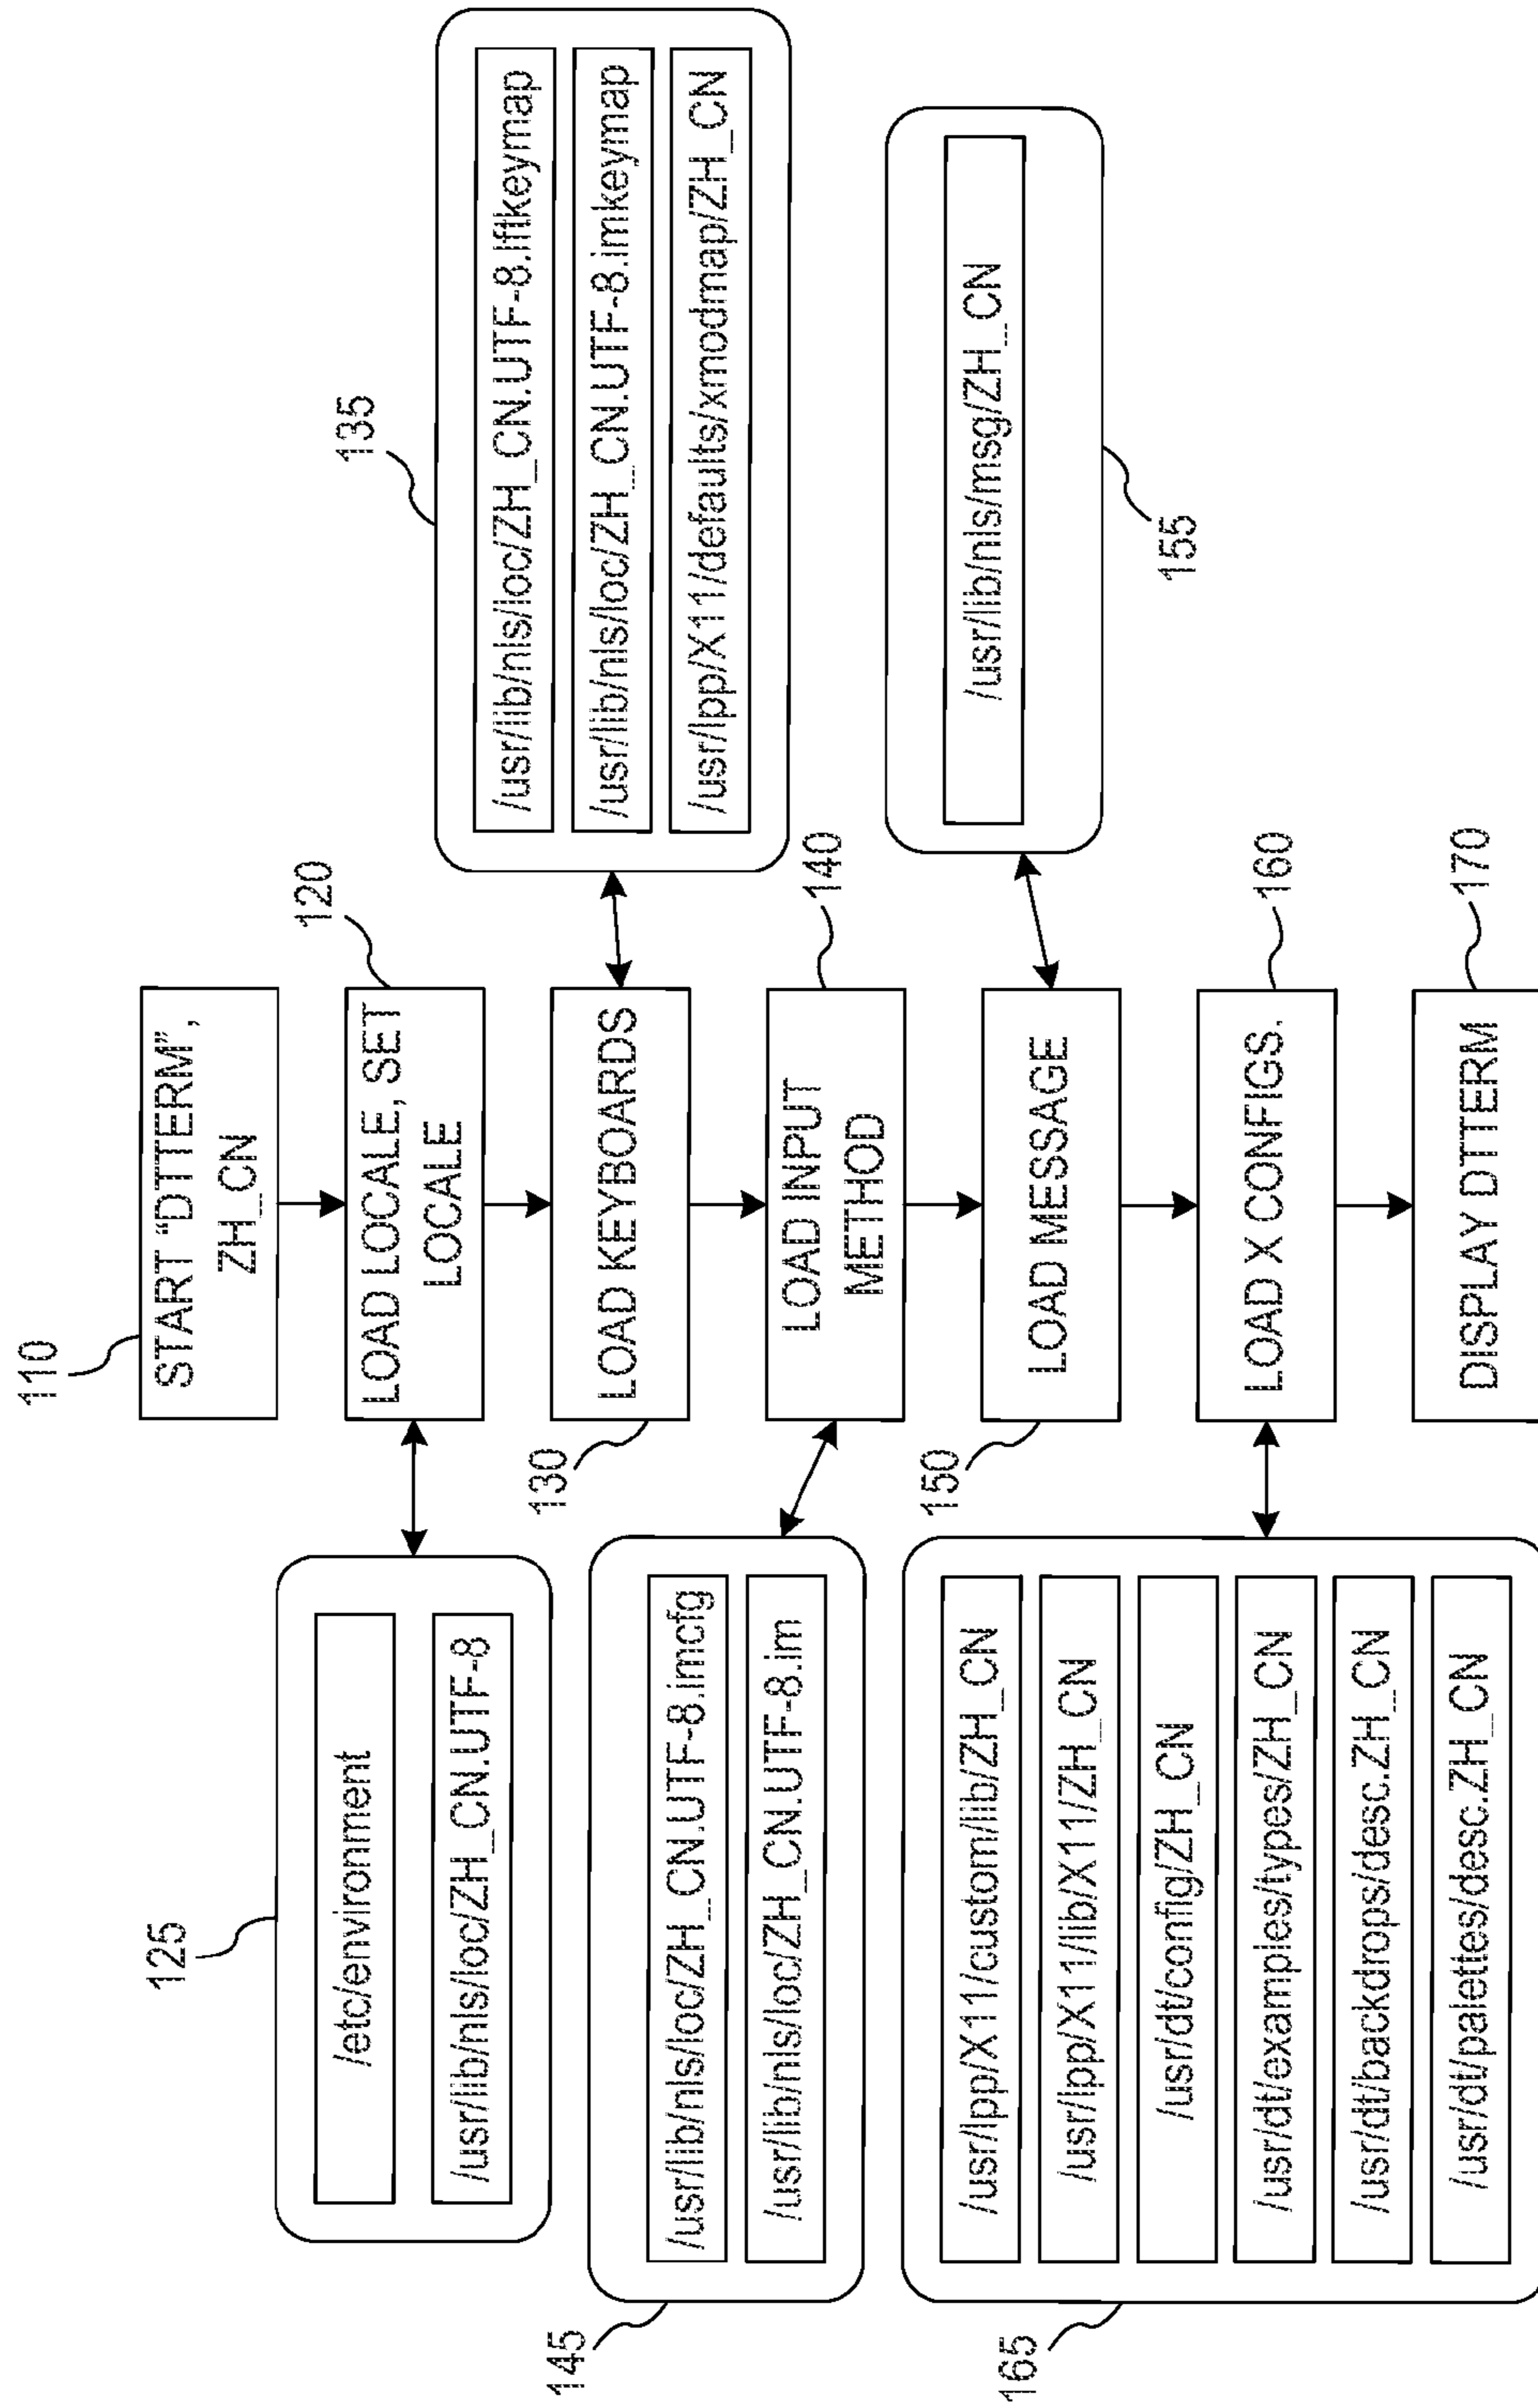 110
START "DTTERM",
ZH_CN
120
LOAD LOCALE, SET
LOCALE
125
/etc/environment
/usr/lib/nls/loc/ZH_CN.UTF-8
130
LOAD KEYBOARDS
135
/usr/lib/nls/loc/ZH_CN.UTF-8.lftkeymap
/usr/lib/nls/loc/ZH_CN.UTF-8.imkeymap
/usr/lpp/X11/defaults/xmodmap/ZH_CN
140
LOAD INPUT
METHOD
145
/usr/lib/nls/loc/ZH_CN.UTF-8.imcfg
/usr/lib/nls/loc/ZH_CN.UTF-8.im
150
LOAD MESSAGE
155
/usr/lib/nls/msg/ZH_CN
160
LOAD X CONFIGS.
165
/usr/lpp/X11/custom/lib/ZH_CN
/usr/lpp/X11/lib/X11/ZH_CN
/usr/dt/config/ZH_CN
/usr/dt/examples/types/ZH_CN
/usr/dt/backdrops/desc.ZH_CN
/usr/dt/palettes/desc.ZH_CN
170
DISPLAY DTTERM